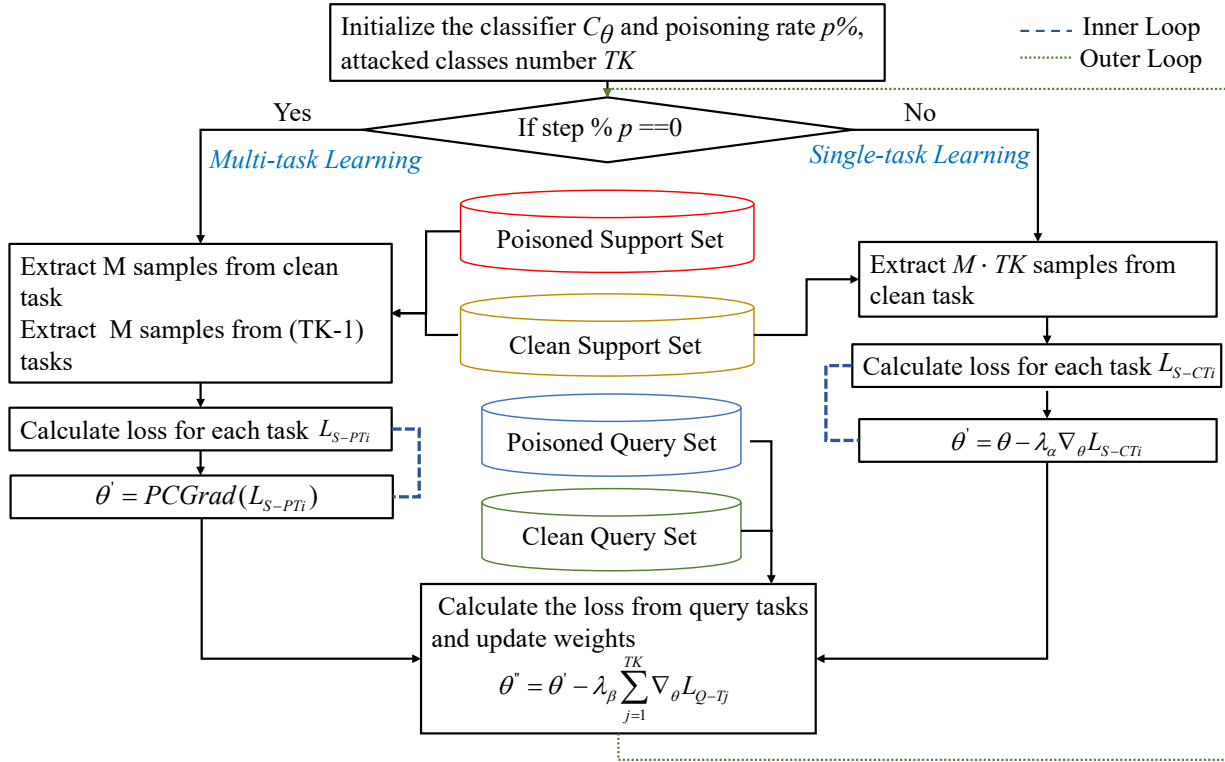 Initialize the classifier C_θ and poisoning rate p%,
attacked classes number TK
Inner Loop
Outer Loop
Yes
If step % p ==0
No
Multi-task Learning
Single-task Learning
Poisoned Support Set
Extract M samples from clean
task
Extract M samples from (TK-1)
tasks
Extract M · TK samples from
clean task
Clean Support Set
Calculate loss for each task L_{S-CTi}
Calculate loss for each task L_{S-PTi}
Poisoned Query Set
θ' = θ − λ_α ∇_θ L_{S-CTi}
θ' = PCGrad(L_{S-PTi})
Clean Query Set
Calculate the loss from query tasks
and update weights
θ'' = θ' − λ_β ∑_{j=1}^{TK} ∇_θ L_{Q-Tj}